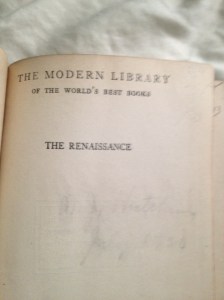 THE MODERN LIBRARY
OF THE WORLD'S BEST BOOKS
THE RENAISSANCE